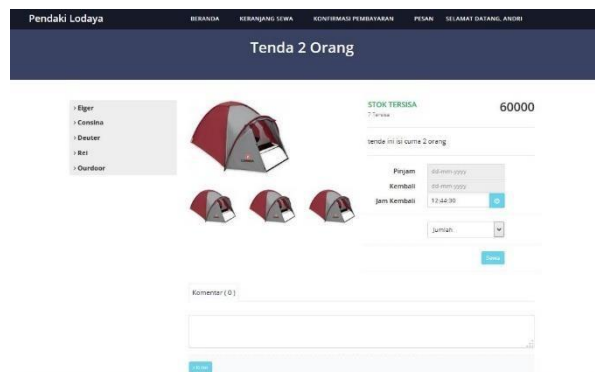 Pendaki Lodaya
BERANDA KERANJANG SEWA KONFIRMASI PEMBAYARAN PESAN SELAMAT DATANG, ANDRI
Tenda 2 Orang
› Eiger
› Consina
› Deuter
› Rei
› Ourdoor
STOK TERSISA 60000
7 Tersisa
tenda ini isi cuma 2 orang
Pinjam dd-mm-yyyy
Kembali dd-mm-yyyy
Jam Kembali 12:44:30
Jumlah
Sewa
Komentar ( 0 )